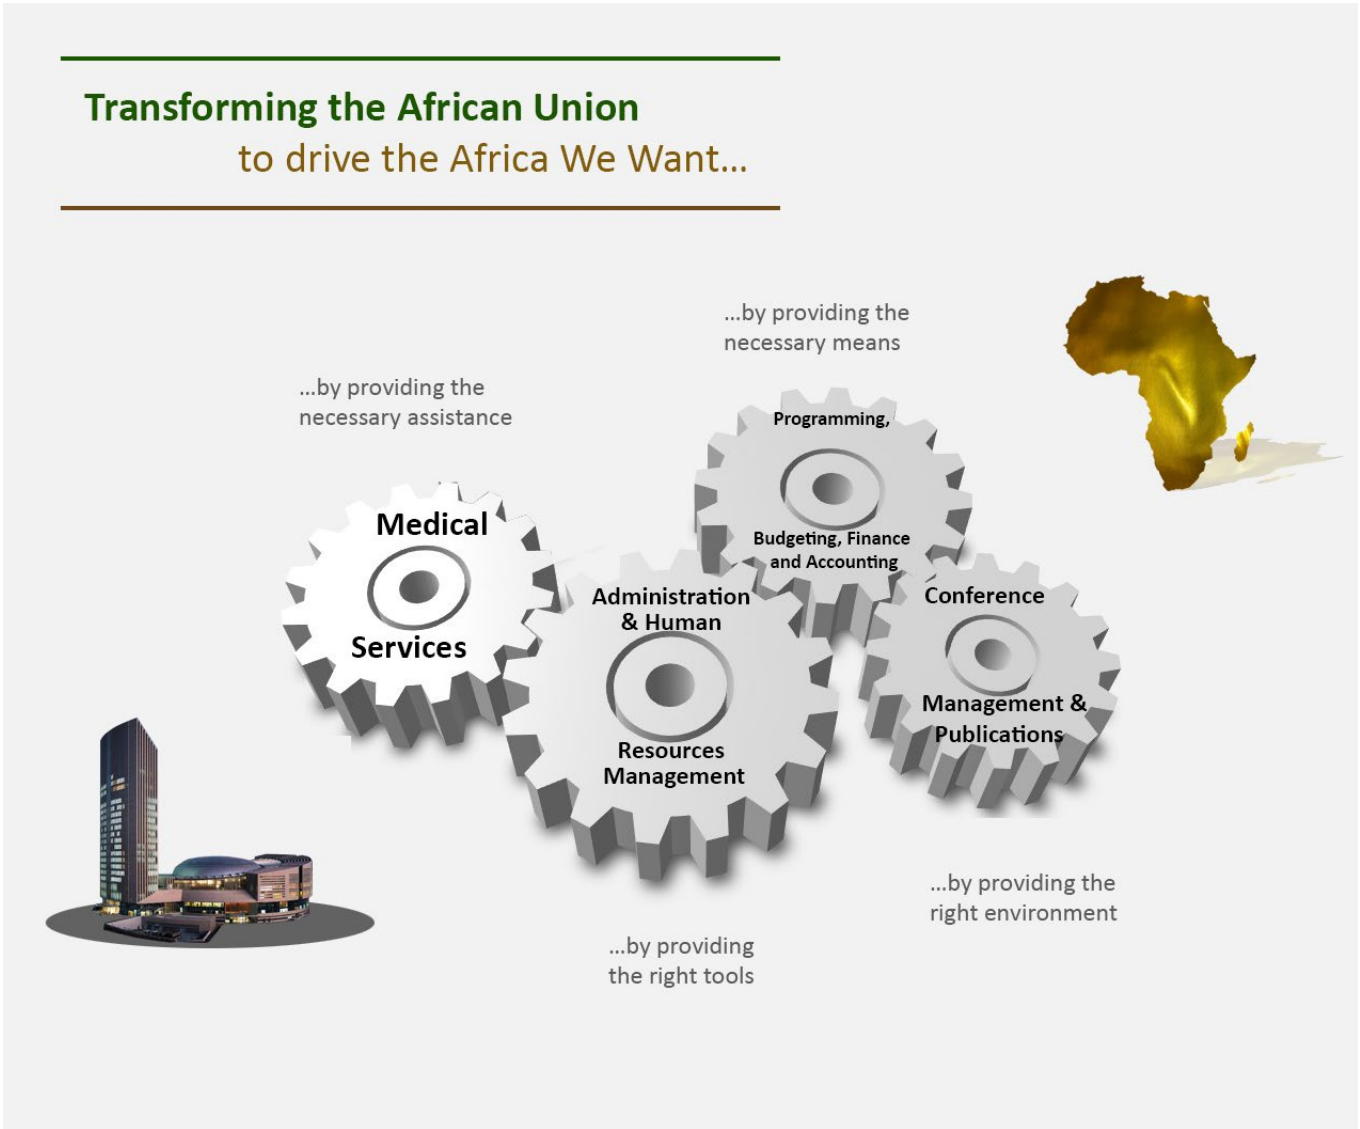 Transforming the African Union
to drive the Africa We Want...
...by providing the
necessary means
...by providing the
necessary assistance
Programming,
Budgeting, Finance
and Accounting
Medical
Services
Administration
& Human
Resources
Management
Conference
Management &
Publications
...by providing the
right environment
...by providing
the right tools